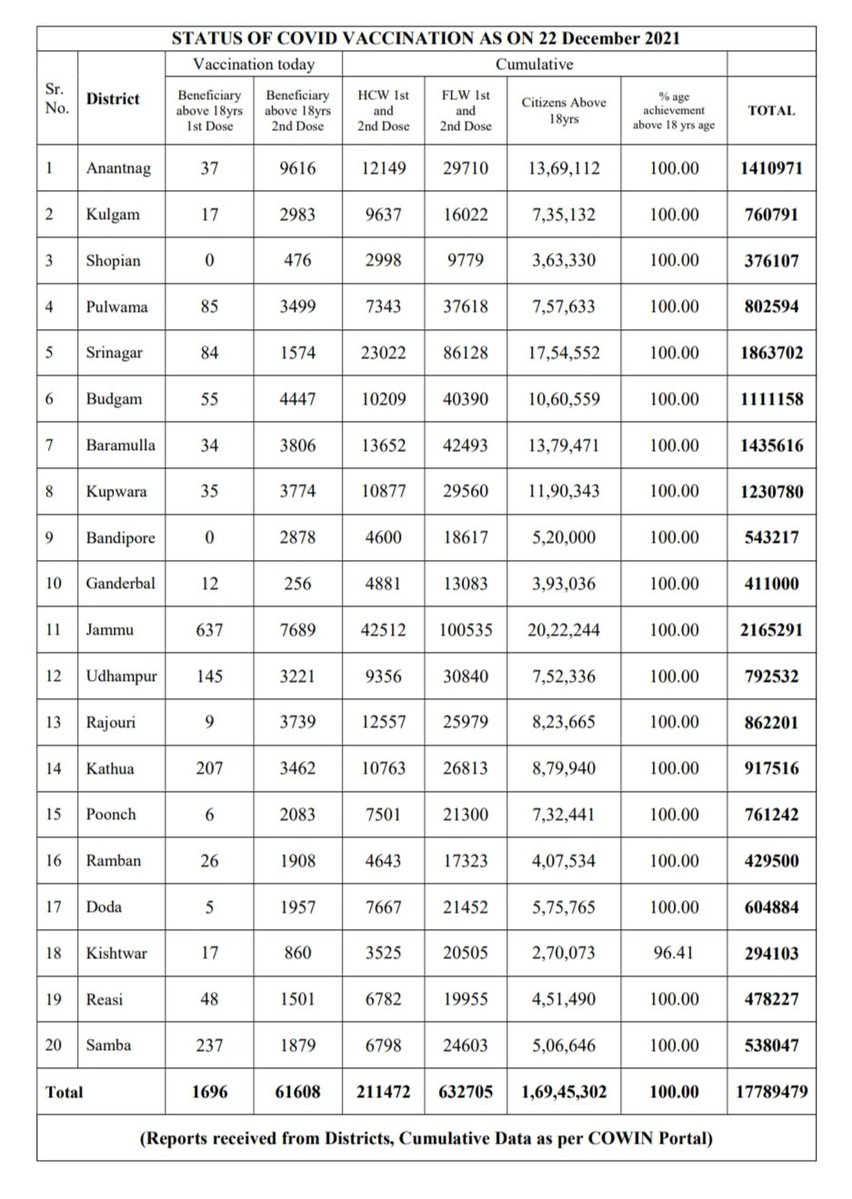 STATUS OF COVID VACCINATION AS ON 22 December 2021
Sr. No. District Vaccination today Cumulative
Beneficiary above 18yrs 1st Dose Beneficiary above 18yrs 2nd Dose HCW 1st and 2nd Dose FLW 1st and 2nd Dose Citizens Above 18yrs % age achievement above 18 yrs age TOTAL
1 Anantnag 37 9616 12149 29710 13,69,112 100.00 1410971
2 Kulgam 17 2983 9637 16022 7,35,132 100.00 760791
3 Shopian 0 476 2998 9779 3,63,330 100.00 376107
4 Pulwama 85 3499 7343 37618 7,57,633 100.00 802594
5 Srinagar 84 1574 23022 86128 17,54,552 100.00 1863702
6 Budgam 55 4447 10209 40390 10,60,559 100.00 1111158
7 Baramulla 34 3806 13652 42493 13,79,471 100.00 1435616
8 Kupwara 35 3774 10877 29560 11,90,343 100.00 1230780
9 Bandipore 0 2878 4600 18617 5,20,000 100.00 543217
10 Ganderbal 12 256 4881 13083 3,93,036 100.00 411000
11 Jammu 637 7689 42512 100535 20,22,244 100.00 2165291
12 Udhampur 145 3221 9356 30840 7,52,336 100.00 792532
13 Rajouri 9 3739 12557 25979 8,23,665 100.00 862201
14 Kathua 207 3462 10763 26813 8,79,940 100.00 917516
15 Poonch 6 2083 7501 21300 7,32,441 100.00 761242
16 Ramban 26 1908 4643 17323 4,07,534 100.00 429500
17 Doda 5 1957 7667 21452 5,75,765 100.00 604884
18 Kishtwar 17 860 3525 20505 2,70,073 96.41 294103
19 Reasi 48 1501 6782 19955 4,51,490 100.00 478227
20 Samba 237 1879 6798 24603 5,06,646 100.00 538047
Total 1696 61608 211472 632705 1,69,45,302 100.00 17789479
(Reports received from Districts, Cumulative Data as per COWIN Portal)